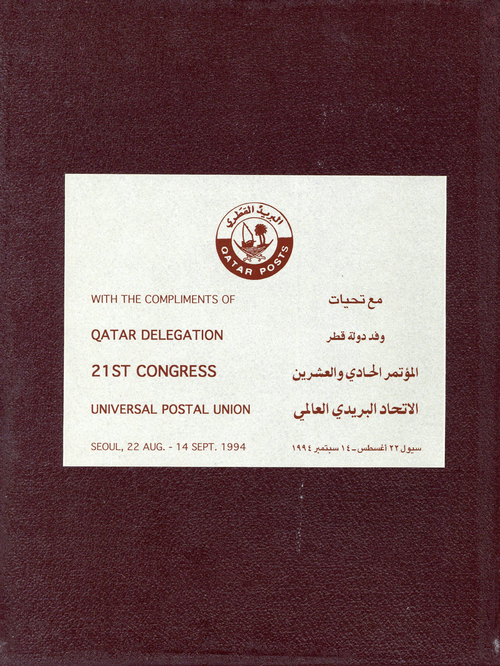 البريد القطري
QATAR POSTS
WITH THE COMPLIMENTS OF
مع تحيات
QATAR DELEGATION
وفد دولة قطر
21ST CONGRESS
المؤتمر الحادي والعشرين
UNIVERSAL POSTAL UNION
الاتحاد البريدي العالمي
SEOUL, 22 AUG. - 14 SEPT. 1994
سيول ٢٢ أغسطس - ١٤ سبتمبر ١٩٩٤